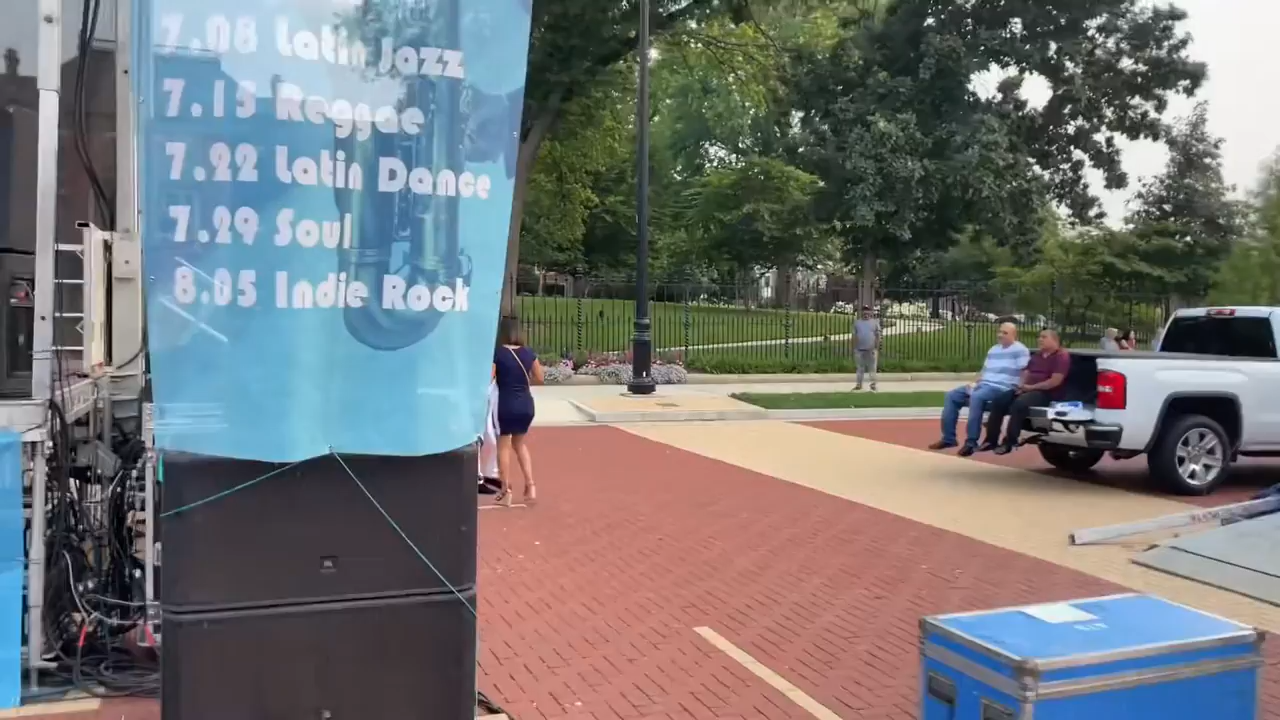 7.08 Latin Jazz
7.15 Reggae
7.22 Latin Dance
7.29 Soul
8.05 Indie Rock